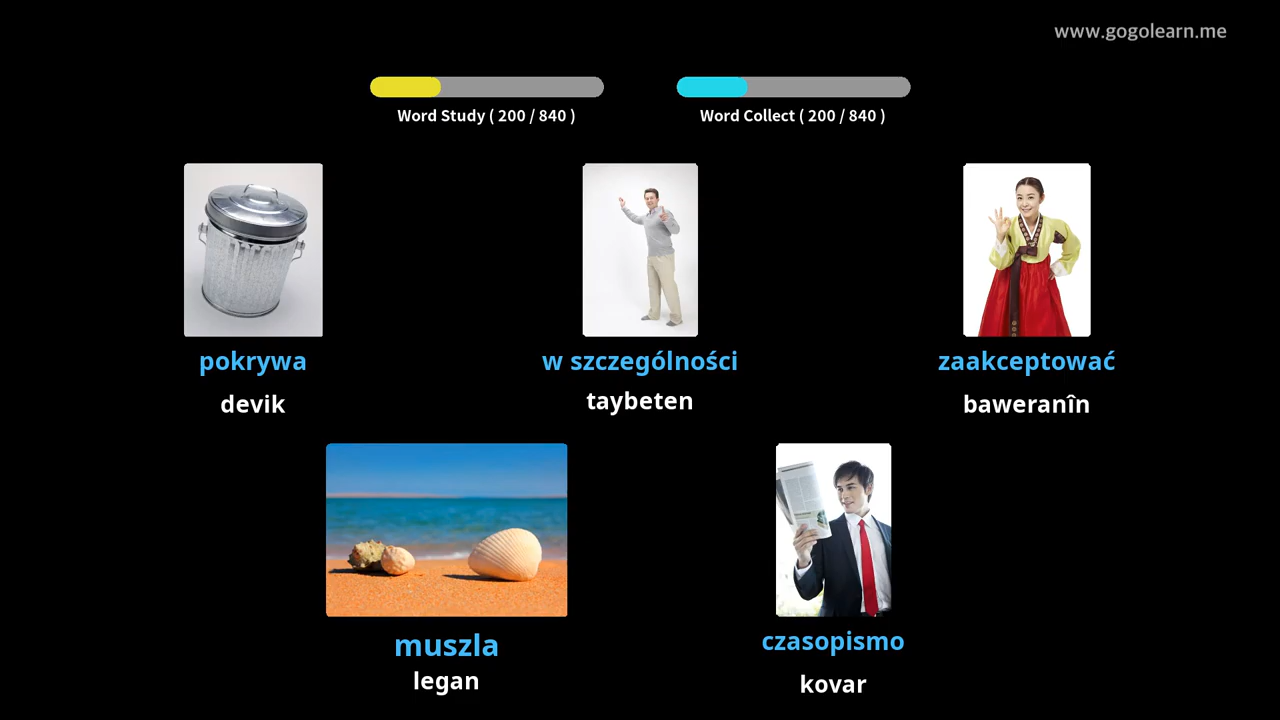 www.gogolearn.me
Word Study ( 200 / 840 )
Word Collect ( 200 / 840 )
pokrywa
devik
w szczególności
taybeten
zaakceptować
baweranîn
muszla
legan
czasopismo
kovar